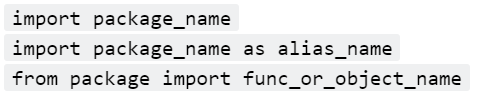 import package_name
import package_name as alias_name
from package import func_or_object_name